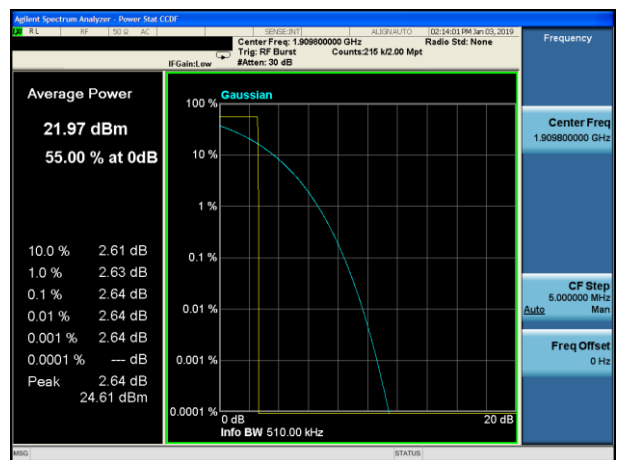 Agilent Spectrum Analyzer - Power Stat CCDF
RL RF 50 Ω AC SENSE:INT ALIGN AUTO 02:14:01 PM Jan 03, 2019
Center Freq: 1.909800000 GHz Radio Std: None
Trig: RF Burst Counts:215 k/2.00 Mpt
IFGain:Low #Atten: 30 dB
Frequency
Average Power
21.97 dBm
55.00 % at 0dB
10.0 % 2.61 dB
1.0 % 2.63 dB
0.1 % 2.64 dB
0.01 % 2.64 dB
0.001 % 2.64 dB
0.0001 % --- dB
Peak 2.64 dB
24.61 dBm
Gaussian
100 %
10 %
1 %
0.1 %
0.01 %
0.001 %
0.0001 %
0 dB 20 dB
Info BW 510.00 kHz
Center Freq
1.909800000 GHz
CF Step
5.000000 MHz
Auto Man
Freq Offset
0 Hz
MSG STATUS